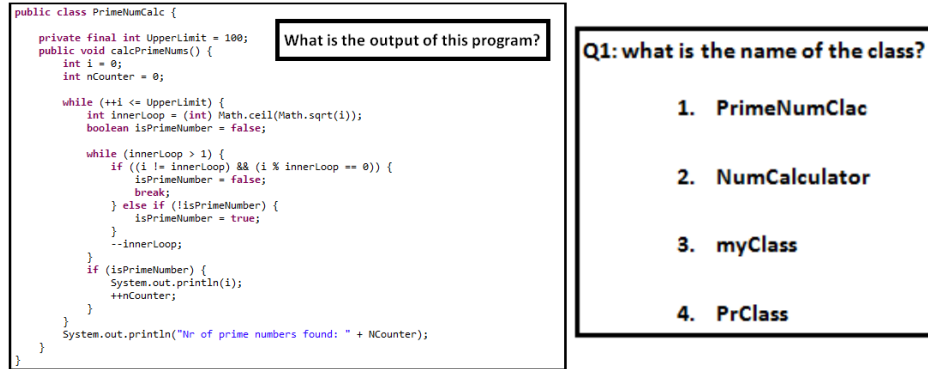 public class PrimeNumCalc {
private final int UpperLimit = 100;
public void calcPrimeNums() {
int i = 0;
int nCounter = 0;
while (++i <= UpperLimit) {
int innerLoop = (int) Math.ceil(Math.sqrt(i));
boolean isPrimeNumber = false;
while (innerLoop > 1) {
if ((i != innerLoop) && (i % innerLoop == 0)) {
isPrimeNumber = false;
break;
} else if (!isPrimeNumber) {
isPrimeNumber = true;
}
--innerLoop;
}
if (isPrimeNumber) {
System.out.println(i);
++nCounter;
}
}
System.out.println("Nr of prime numbers found: " + NCounter);
}
}
What is the output of this program?
Q1: what is the name of the class?
1. PrimeNumClac
2. NumCalculator
3. myClass
4. PrClass